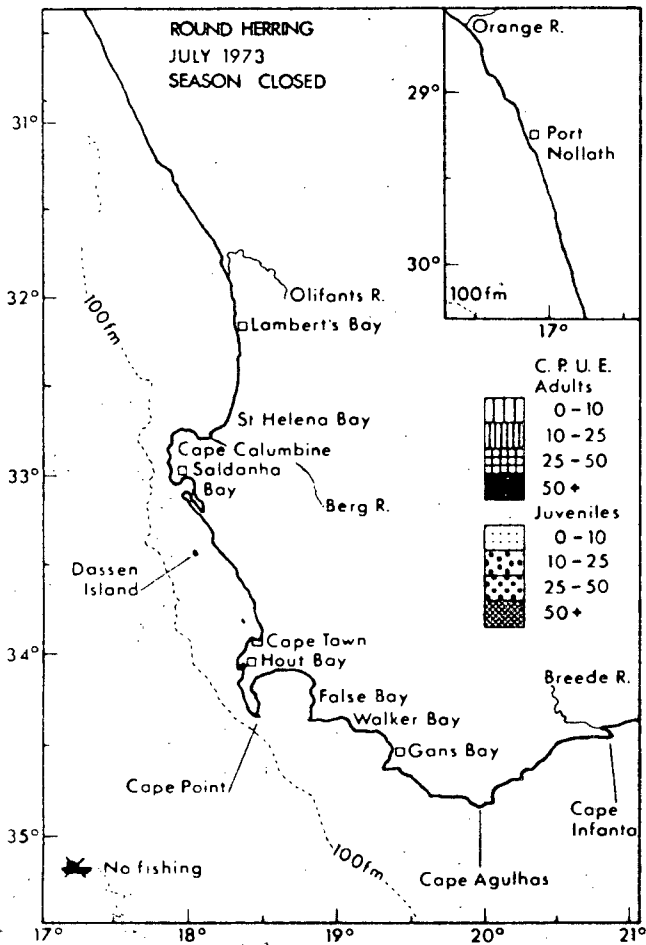 ROUND HERRING
JULY 1973
SEASON CLOSED
Orange R.
29°
Port
Nollath
30°
100fm
17°
31°
32°
33°
34°
35°
100fm
Olifants R.
Lambert's Bay
St Helena Bay
Cape Calumbine
Saldanha
Bay
Berg R.
Dassen
Island
Cape Town
Hout Bay
False Bay
Walker Bay
Gans Bay
Breede R.
Cape Point
Cape
Infanta
Cape Agulhas
100fm
No fishing
C. P. U. E.
Adults
0-10
10-25
25-50
50+
Juveniles
0-10
10-25
25-50
50+
17°
18°
19°
20°
21°